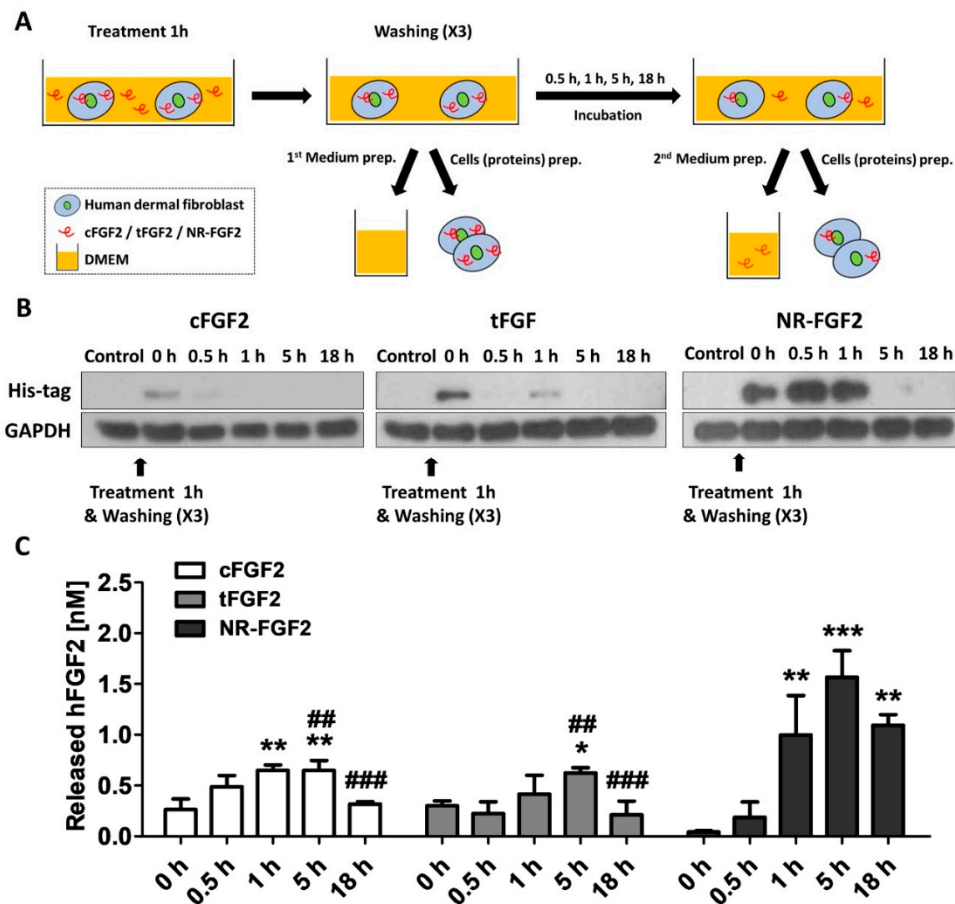 A
Treatment 1h
Washing (X3)
0.5 h, 1 h, 5 h, 18 h
Incubation
1st Medium prep.
Cells (proteins) prep.
2nd Medium prep.
Cells (proteins) prep.
Human dermal fibroblast
cFGF2 / tFGF2 / NR-FGF2
DMEM
B
cFGF2
tFGF
NR-FGF2
Control 0 h 0.5 h 1 h 5 h 18 h
Control 0 h 0.5 h 1 h 5 h 18 h
Control 0 h 0.5 h 1 h 5 h 18 h
His-tag
GAPDH
Treatment 1h
& Washing (X3)
Treatment 1h
& Washing (X3)
Treatment 1h
& Washing (X3)
C
cFGF2
tFGF2
NR-FGF2
Released hFGF2 [nM]
2.5
2.0
1.5
1.0
0.5
0.0
**
##
**
###
##
*
###
**
***
**
0 h 0.5 h 1 h 5 h 18 h
0 h 0.5 h 1 h 5 h 18 h
0 h 0.5 h 1 h 5 h 18 h